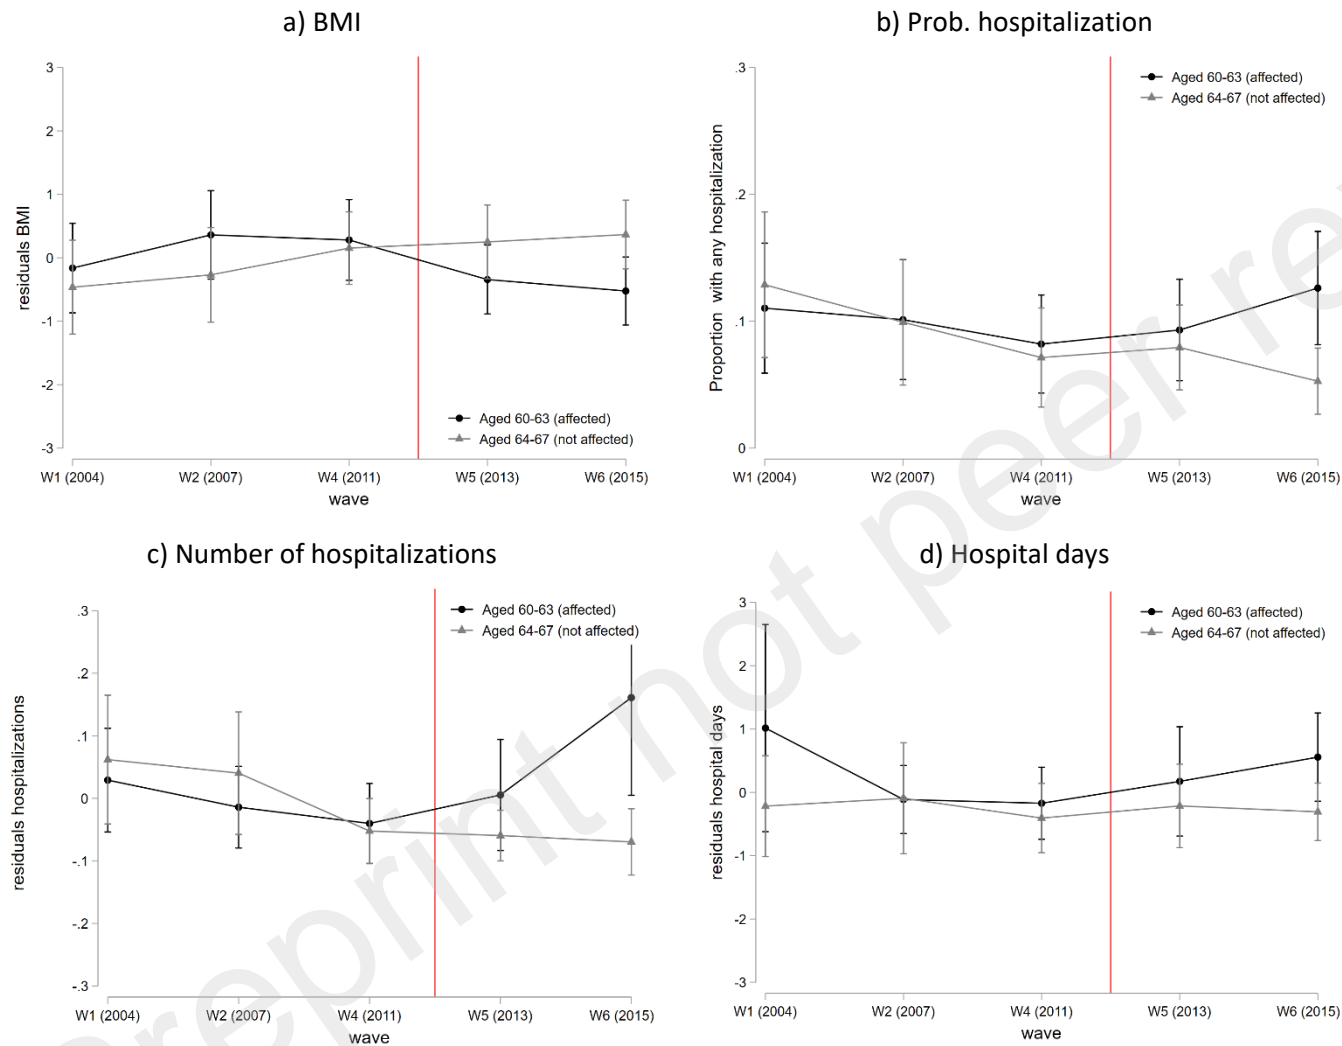 a) BMI
3
2
1
0
-1
-2
-3
residuals BMI
Aged 60-63 (affected)
Aged 64-67 (not affected)
W1 (2004) W2 (2007) W4 (2011) W5 (2013) W6 (2015)
wave
b) Prob. hospitalization
.3
.2
.1
0
Proportion with any hospitalization
Aged 60-63 (affected)
Aged 64-67 (not affected)
W1 (2004) W2 (2007) W4 (2011) W5 (2013) W6 (2015)
wave
c) Number of hospitalizations
.3
.2
.1
0
-.1
-.2
-.3
residuals hospitalizations
Aged 60-63 (affected)
Aged 64-67 (not affected)
W1 (2004) W2 (2007) W4 (2011) W5 (2013) W6 (2015)
wave
d) Hospital days
3
2
1
0
-1
-2
-3
residuals hospital days
Aged 60-63 (affected)
Aged 64-67 (not affected)
W1 (2004) W2 (2007) W4 (2011) W5 (2013) W6 (2015)
wave
reprint not peer re